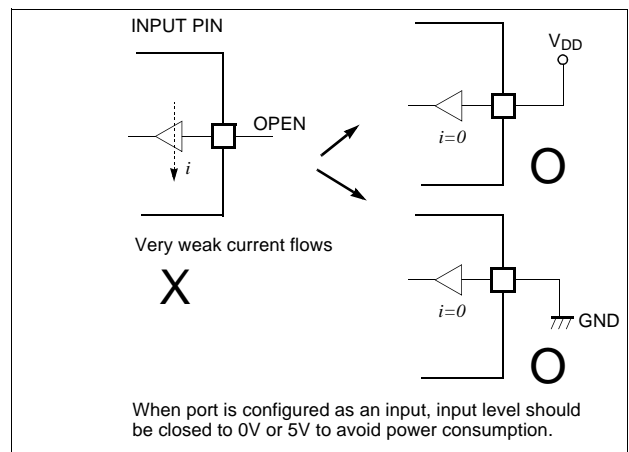 INPUT PIN
OPEN
i
Very weak current flows
X
VDD
i=0
O
i=0
GND
O
When port is configured as an input, input level should
be closed to 0V or 5V to avoid power consumption.